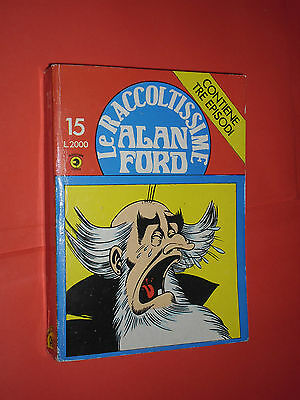 Le RACCOLTISSIME
ALAN
FORD
CONTIENE
TRE EPISODI
15
L.2000